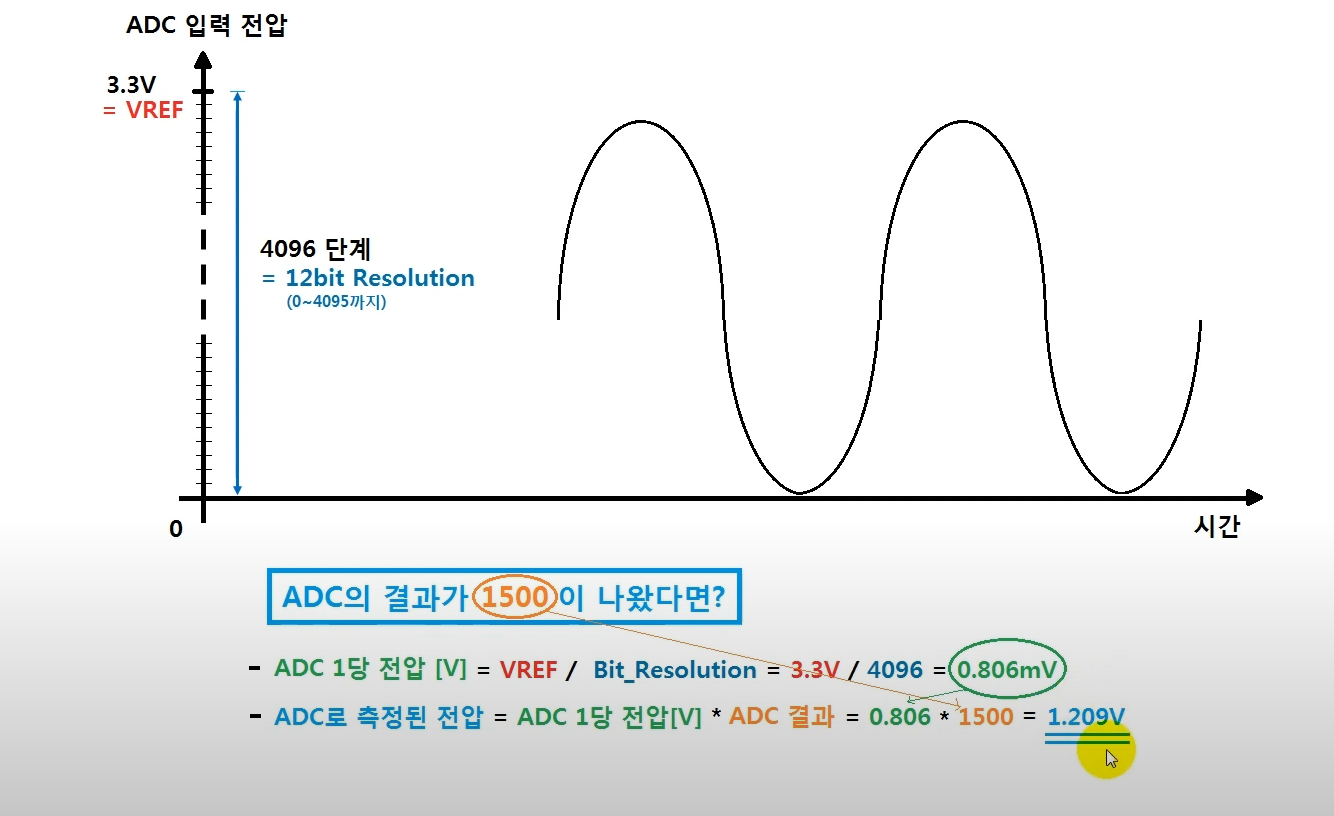 ADC 입력 전압
3.3V
= VREF
4096 단계
= 12bit Resolution
(0~4095까지)
0
시간
ADC의 결과가 1500이 나왔다면?
- ADC 1당 전압 [V] = VREF / Bit_Resolution = 3.3V / 4096 = 0.806mV
- ADC로 측정된 전압 = ADC 1당 전압[V] * ADC 결과 = 0.806 * 1500 = 1.209V